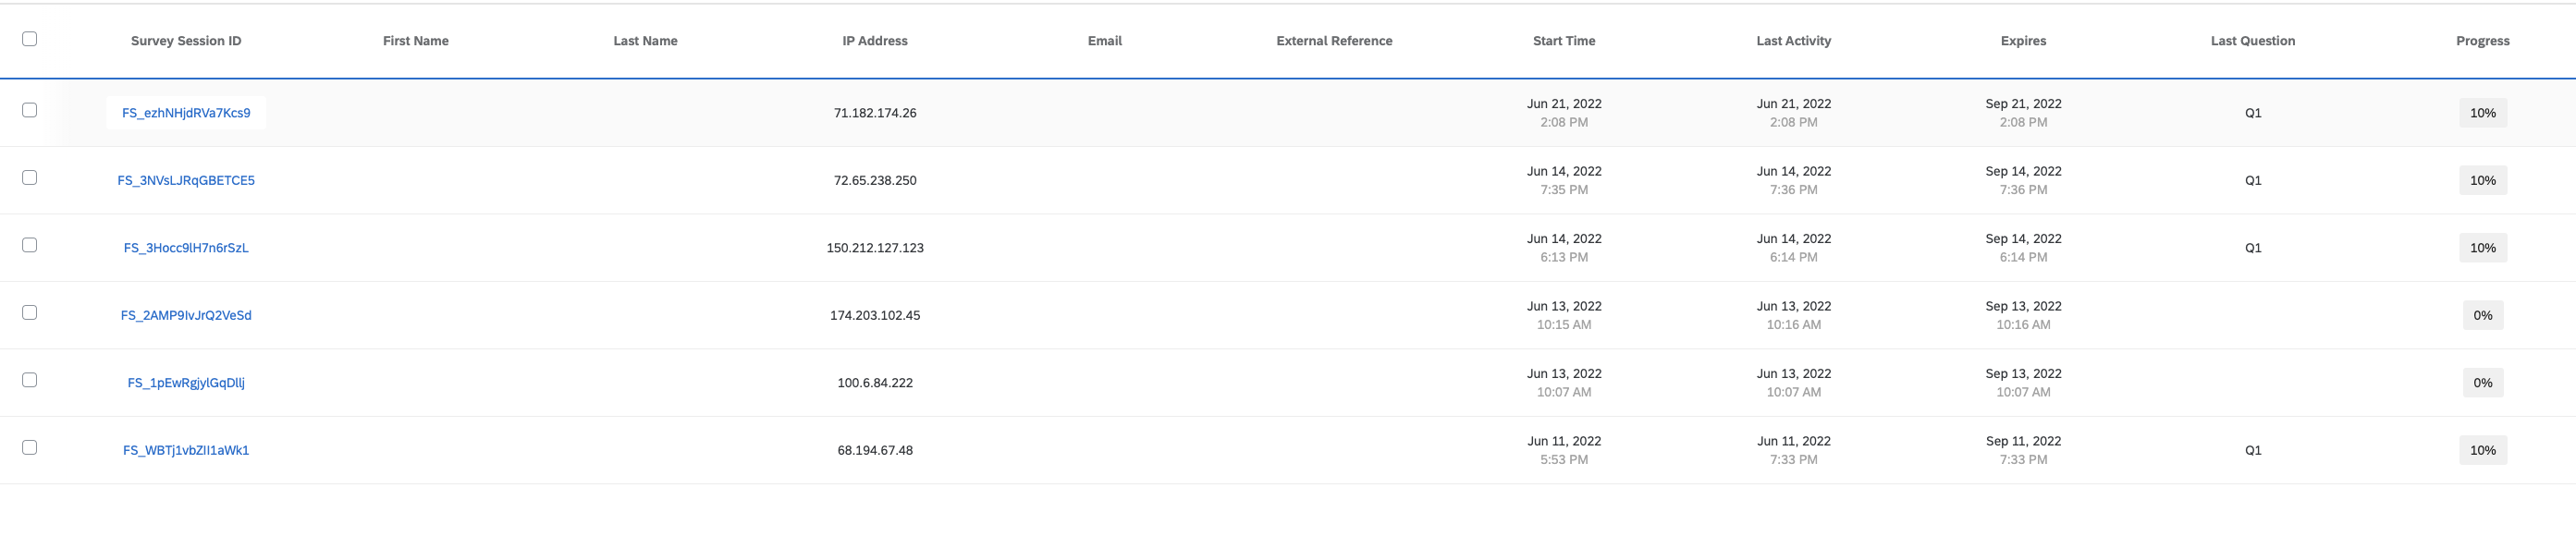 Survey Session ID First Name Last Name IP Address Email External Reference Start Time Last Activity Expires Last Question Progress
FS_ezhNHjdRVa7Kcs9 71.182.174.26 Jun 21, 2022 Jun 21, 2022 Sep 21, 2022 Q1 10%
2:08 PM 2:08 PM 2:08 PM
FS_3NVsLJRqGBETCE5 72.65.238.250 Jun 14, 2022 Jun 14, 2022 Sep 14, 2022 Q1 10%
7:35 PM 7:36 PM 7:36 PM
FS_3Hocc9lH7n6rSzL 150.212.127.123 Jun 14, 2022 Jun 14, 2022 Sep 14, 2022 Q1 10%
6:13 PM 6:14 PM 6:14 PM
FS_2AMP9IvJrQ2VeSd 174.203.102.45 Jun 13, 2022 Jun 13, 2022 Sep 13, 2022 0%
10:15 AM 10:16 AM 10:16 AM
FS_1pEwRgjylGqDllj 100.6.84.222 Jun 13, 2022 Jun 13, 2022 Sep 13, 2022 0%
10:07 AM 10:07 AM 10:07 AM
FS_WBTj1vbZII1aWk1 68.194.67.48 Jun 11, 2022 Jun 11, 2022 Sep 11, 2022 Q1 10%
5:53 PM 7:33 PM 7:33 PM